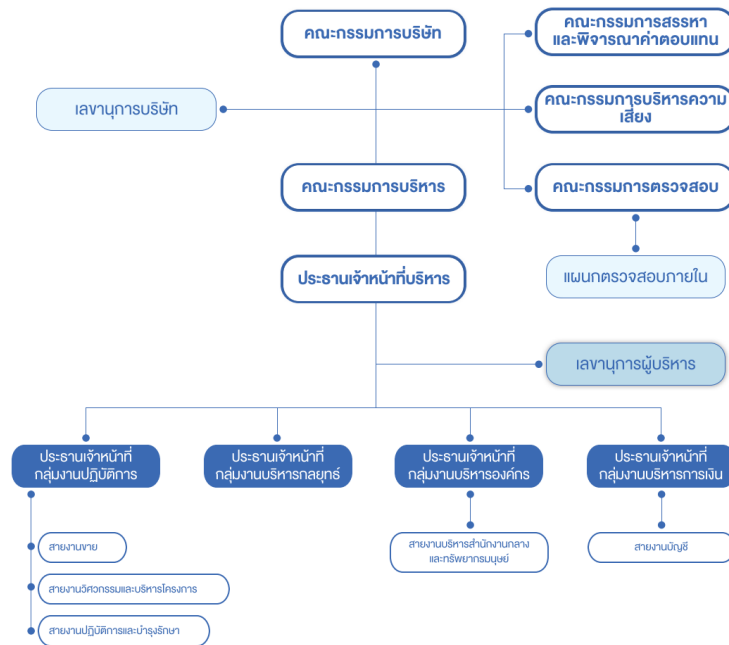 คณะกรรมการบริษัท
คณะกรรมการสรรหา
และพิจารณาค่าตอบแทน
เลขานุการบริษัท
คณะกรรมการบริหารความ
เสี่ยง
คณะกรรมการบริหาร
คณะกรรมการตรวจสอบ
ประธานเจ้าหน้าที่บริหาร
แผนกตรวจสอบภายใน
เลขานุการผู้บริหาร
ประธานเจ้าหน้าที่
กลุ่มงานปฏิบัติการ
ประธานเจ้าหน้าที่
กลุ่มงานบริหารกลยุทธ์
ประธานเจ้าหน้าที่
กลุ่มงานบริหารองค์กร
ประธานเจ้าหน้าที่
กลุ่มงานบริหารการเงิน
สายงานขาย
สายงานวิศวกรรมและบริหารโครงการ
สายงานปฏิบัติการและบำรุงรักษา
สายงานบริหารสำนักงานกลาง
และทรัพยากรมนุษย์
สายงานบัญชี